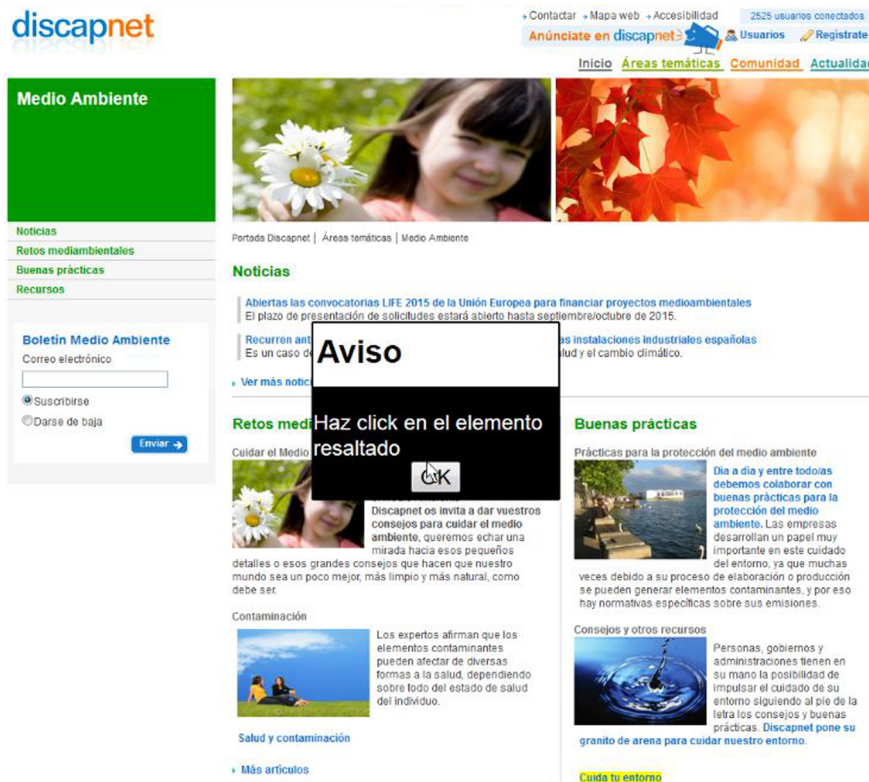 discapnet
Contactar Mapa web Accesibilidad 2525 usuarios conectados
Anúnciate en discapnet Usuarios Regístrate
Inicio Áreas temáticas Comunidad Actualidad
Medio Ambiente
Noticias
Retos mediambientales
Buenas prácticas
Recursos
Boletín Medio Ambiente
Correo electrónico
Suscribirse
Darse de baja
Enviar
Portada Discapnet | Áreas temáticas | Medio Ambiente
Noticias
Abiertas las convocatorias LIFE 2015 de la Unión Europea para financiar proyectos medioambientales
El plazo de presentación de solicitudes estará abierto hasta septiembre/octubre de 2015.
Recurren ant as instalaciones industriales españolas
Es un caso d lud y el cambio climático.
Ver más notici
Aviso
Haz click en el elemento
resaltado
OK
Retos medi
Cuidar el Medio
Discapnet os invita a dar vuestros
consejos para cuidar el medio
ambiente, queremos echar una
mirada hacia esos pequeños
detalles o esos grandes consejos que hacen que nuestro
mundo sea un poco mejor, más limpio y más natural, como
debe ser.
Contaminación
Los expertos afirman que los
elementos contaminantes
pueden afectar de diversas
formas a la salud, dependiendo
sobre todo del estado de salud
del individuo.
Salud y contaminación
Más artículos
Buenas prácticas
Prácticas para la protección del medio ambiente
Dia a dia y entre todo/as
debemos colaborar con
buenas prácticas para la
protección del medio
ambiente. Las empresas
desarrollan un papel muy
importante en este cuidado
del entorno, ya que muchas
veces debido a su proceso de elaboración o producción
se pueden generar elementos contaminantes, y por eso
hay normativas específicas sobre sus emisiones.
Consejos y otros recursos
Personas, gobiernos y
administraciones tienen en
su mano la posibilidad de
impulsar el cuidado de su
entorno siguiendo al pie de la
letra los consejos y buenas
prácticas. Discapnet pone su
granito de arena para cuidar nuestro entorno.
Cuida tu entorno